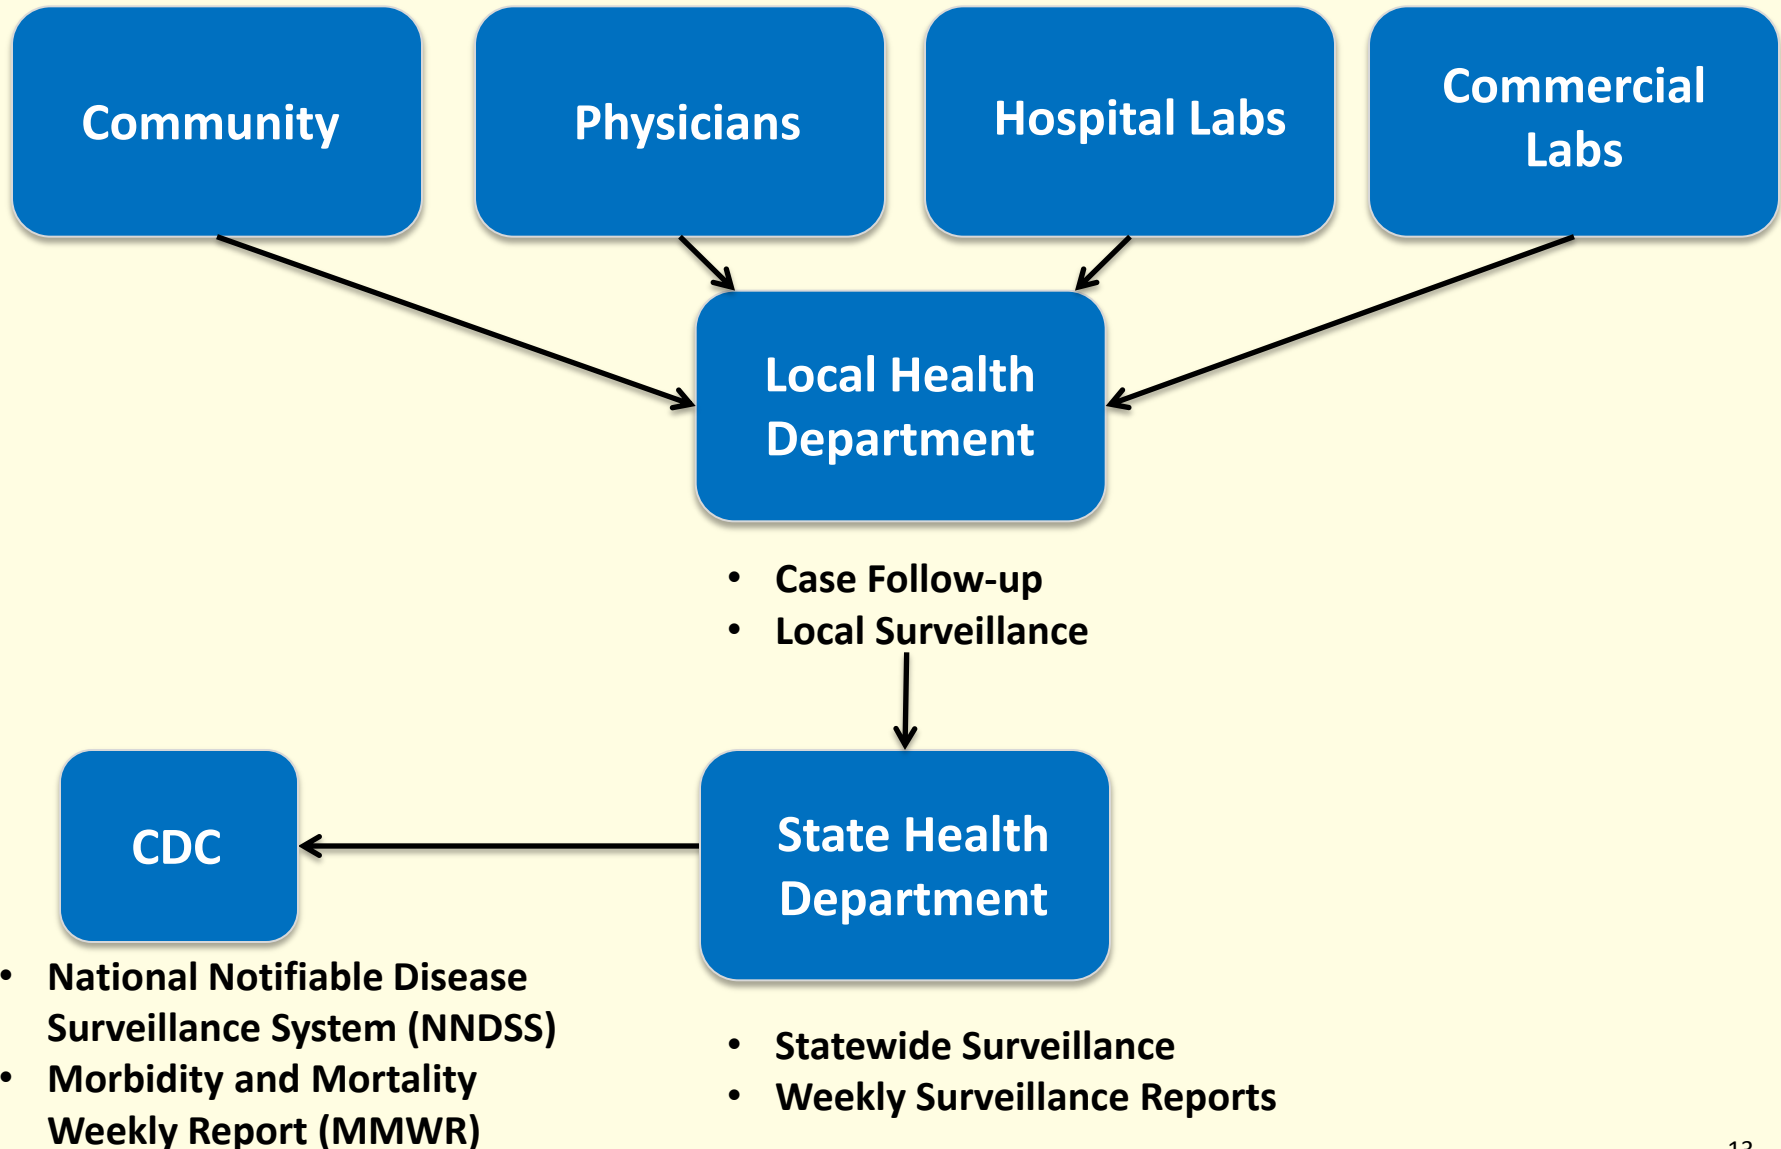 Community
Physicians
Hospital Labs
Commercial
Labs
Local Health
Department
• Case Follow-up
• Local Surveillance
CDC
State Health
Department
• National Notifiable Disease
Surveillance System (NNDSS)
• Morbidity and Mortality
Weekly Report (MMWR)
• Statewide Surveillance
• Weekly Surveillance Reports
13